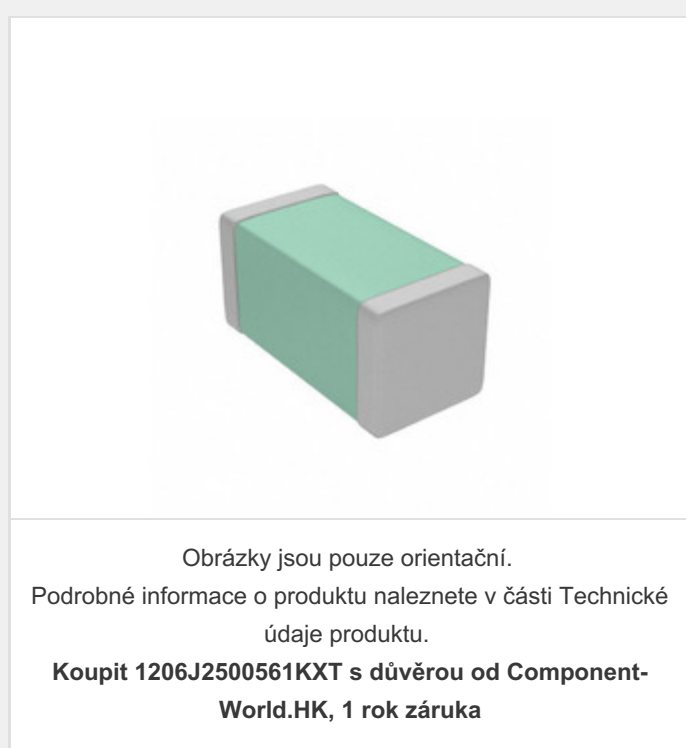 Obrázky jsou pouze orientační.
Podrobné informace o produktu naleznete v části Technické
údaje produktu.
Koupit 1206J2500561KXT s důvěrou od Component-
World.HK, 1 rok záruka